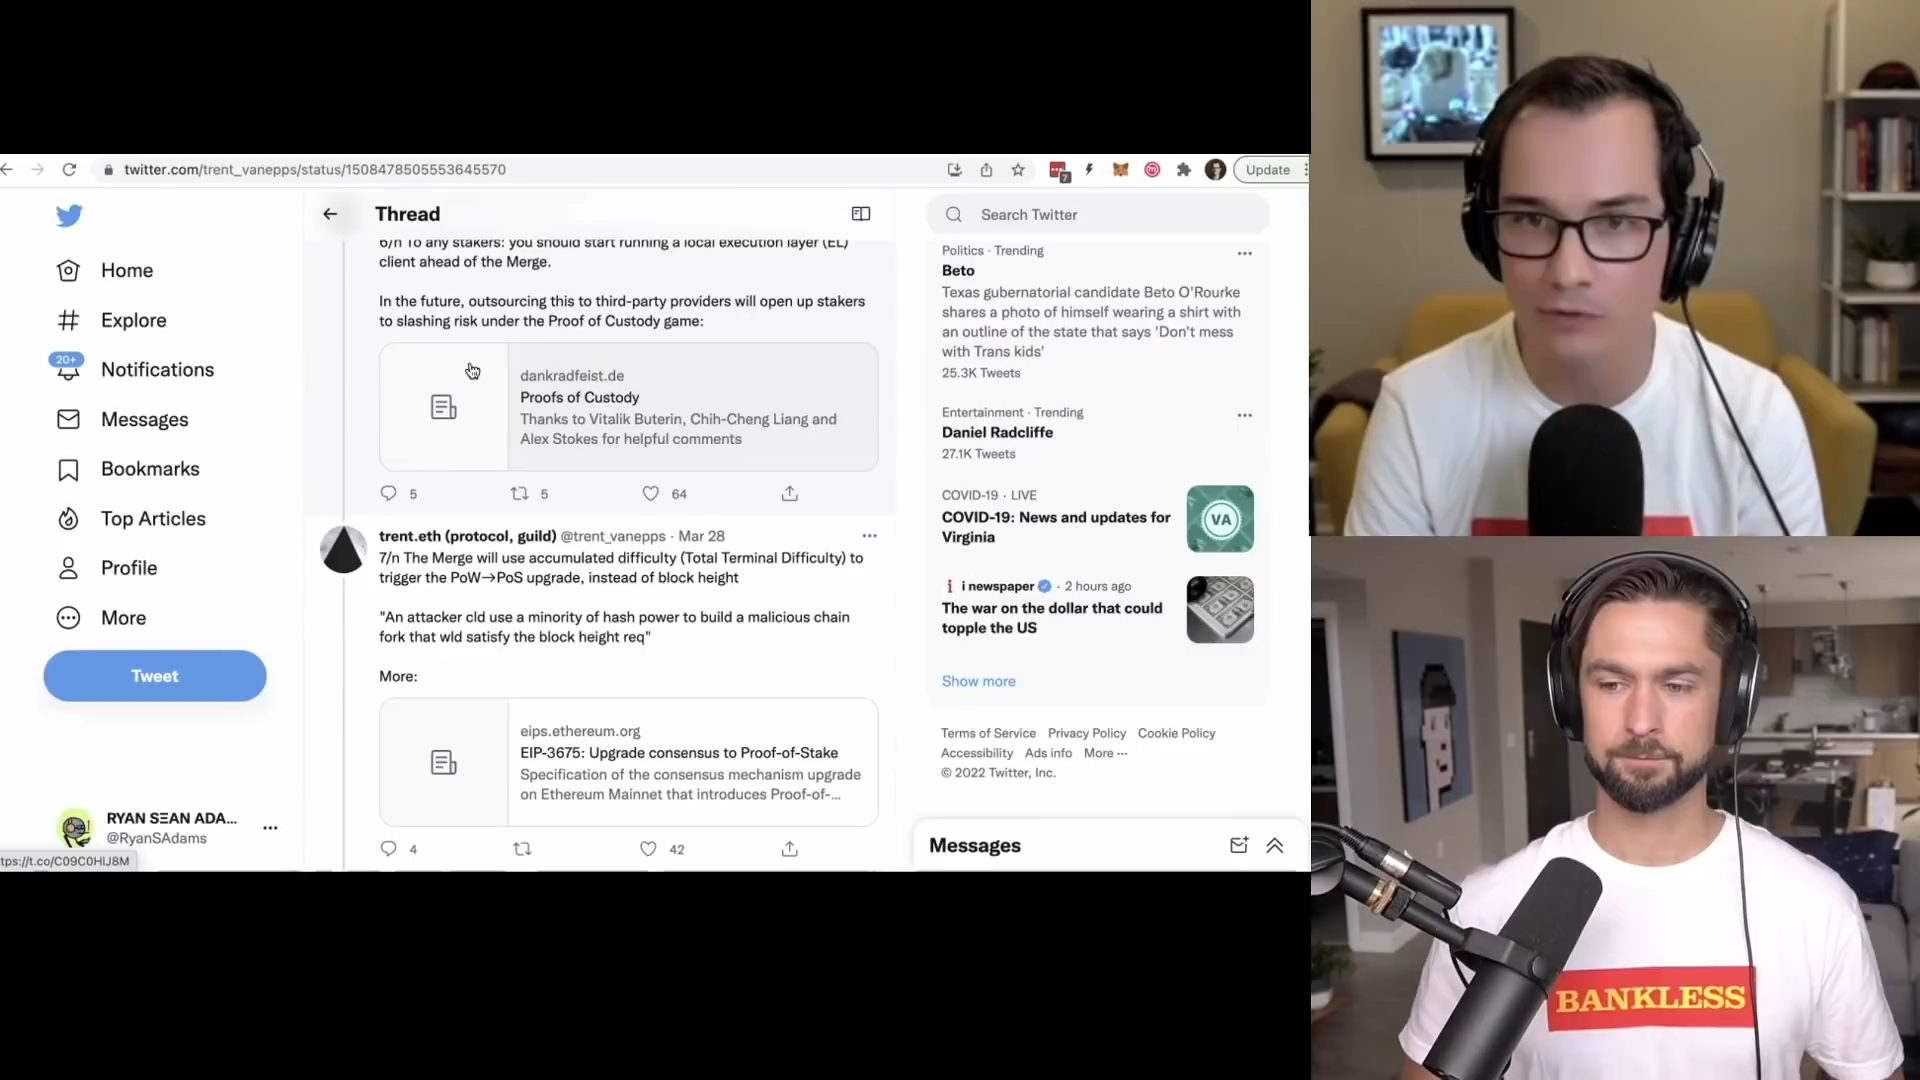 twitter.com/trent_vanepps/status/1508478505553645570
7
Update
Home
Explore
20+
Notifications
Messages
Bookmarks
Top Articles
Profile
More
Tweet
RYAN SΞAN ADA...
@RyanSAdams
tps://t.co/C09C0HIJ8M
Thread
6/n To any stakers: you should start running a local execution layer (EL)
client ahead of the Merge.
In the future, outsourcing this to third-party providers will open up stakers
to slashing risk under the Proof of Custody game:
dankradfeist.de
Proofs of Custody
Thanks to Vitalik Buterin, Chih-Cheng Liang and
Alex Stokes for helpful comments
5 5 64
trent.eth (protocol, guild) @trent_vanepps · Mar 28
7/n The Merge will use accumulated difficulty (Total Terminal Difficulty) to
trigger the PoW→PoS upgrade, instead of block height
"An attacker cld use a minority of hash power to build a malicious chain
fork that wld satisfy the block height req"
More:
eips.ethereum.org
EIP-3675: Upgrade consensus to Proof-of-Stake
Specification of the consensus mechanism upgrade
on Ethereum Mainnet that introduces Proof-of-...
4 42
Search Twitter
Politics · Trending
Beto
Texas gubernatorial candidate Beto O'Rourke
shares a photo of himself wearing a shirt with
an outline of the state that says 'Don't mess
with Trans kids'
25.3K Tweets
Entertainment · Trending
Daniel Radcliffe
27.1K Tweets
COVID-19 · LIVE
COVID-19: News and updates for
Virginia
VA
i i newspaper · 2 hours ago
The war on the dollar that could
topple the US
Show more
Terms of Service Privacy Policy Cookie Policy
Accessibility Ads info More ···
© 2022 Twitter, Inc.
Messages
BANKLESS